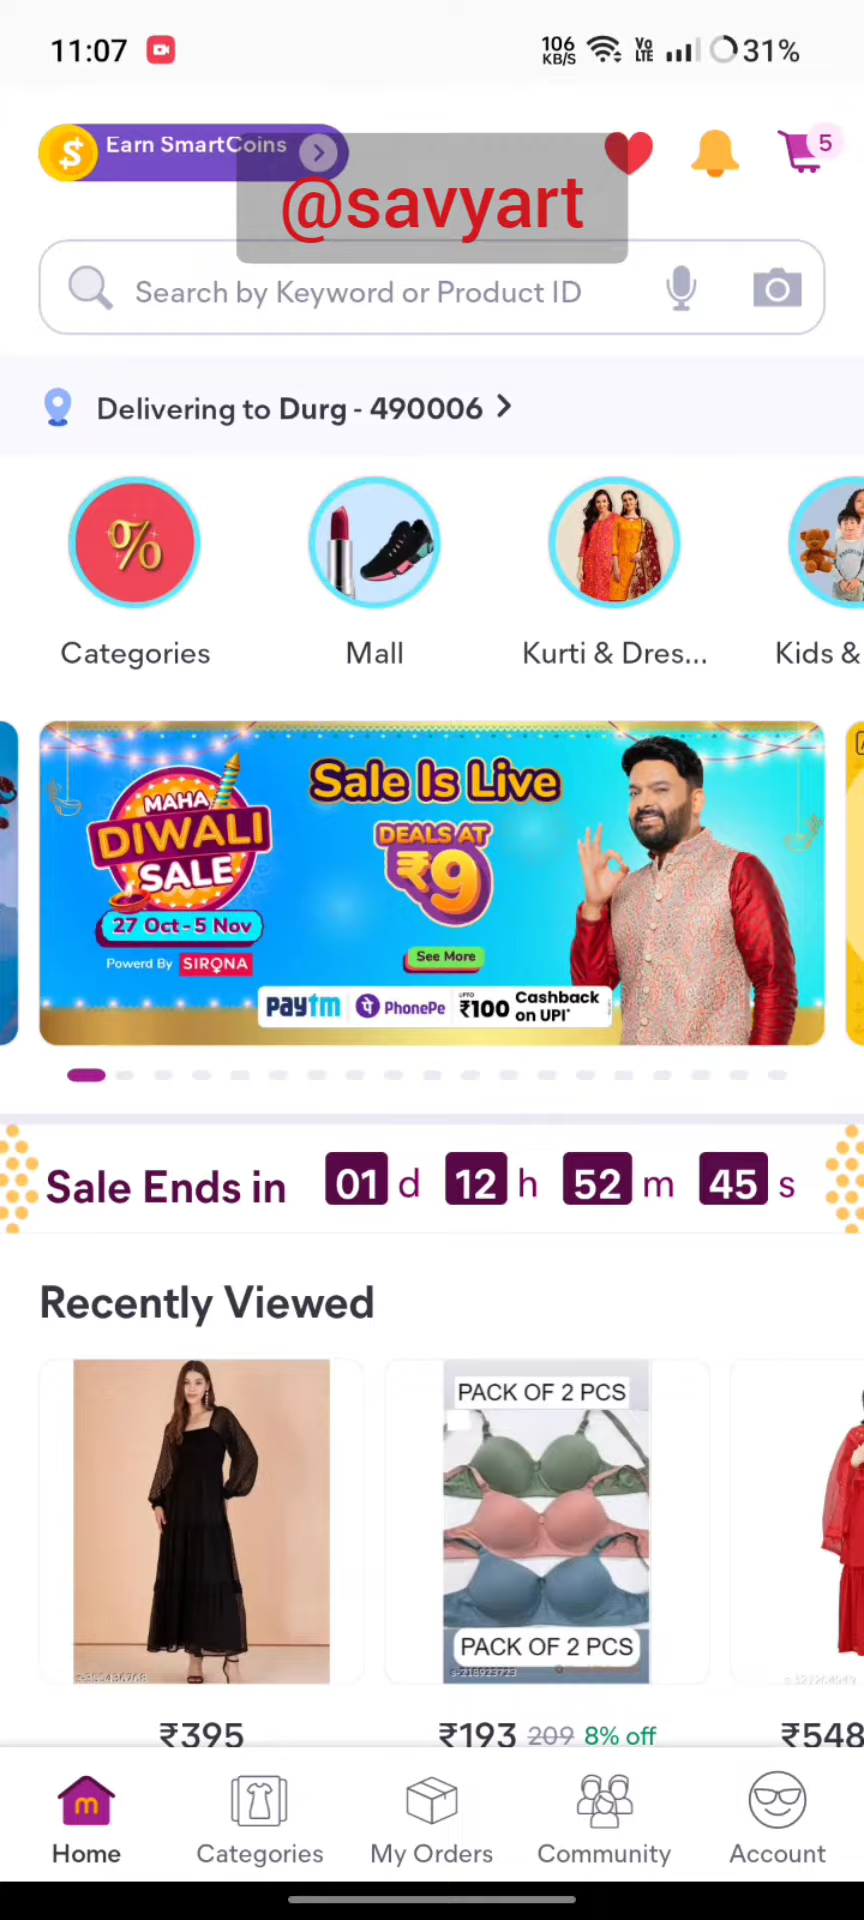 11:07
106 KB/S
Vo LTE
31%
Earn SmartCoins
5
@savyart
Search by Keyword or Product ID
Delivering to Durg - 490006
%
Categories
Mall
Kurti & Dres...
Kids &
MAHA
DIWALI
SALE
27 Oct - 5 Nov
Powerd By SIRONA
Sale Is Live
DEALS AT
₹9
See More
paytm
PhonePe
UPTO ₹100 Cashback on UPI*
Sale Ends in 01 d 12 h 52 m 45 s
Recently Viewed
PACK OF 2 PCS
PACK OF 2 PCS
s-218923723
₹395
₹193 209 8% off
₹548
m
Home
Categories
My Orders
Community
Account